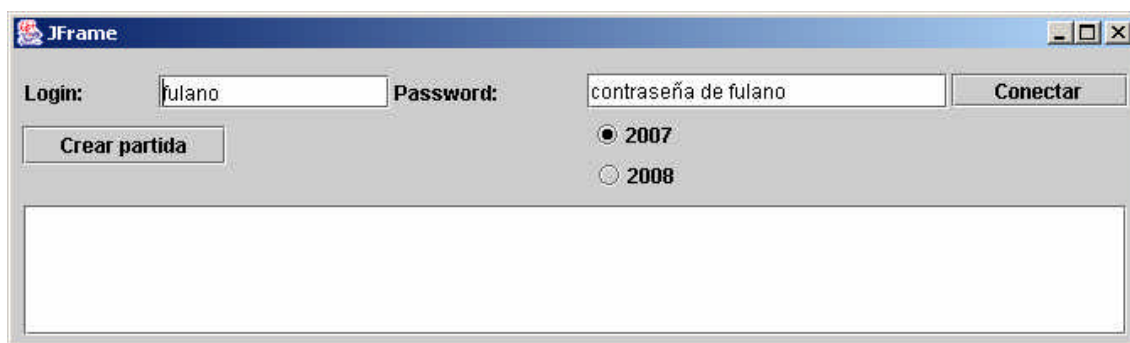 JFrame
Login: fulano Password: contraseña de fulano Conectar
Crear partida 2007
2008